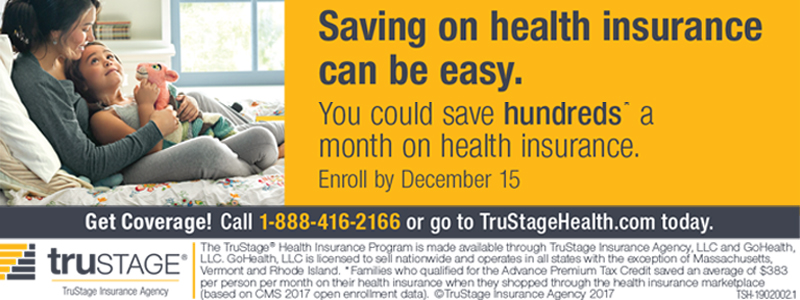 Saving on health insurance
can be easy.
You could save hundreds* a
month on health insurance.
Enroll by December 15
Get Coverage! Call 1-888-416-2166 or go to TruStageHealth.com today.
truSTAGE®
TruStage Insurance Agency
The TruStage® Health Insurance Program is made available through TruStage Insurance Agency, LLC and GoHealth,
LLC. GoHealth, LLC is licensed to sell nationwide and operates in all states with the exception of Massachusetts,
Vermont and Rhode Island. *Families who qualified for the Advance Premium Tax Credit saved an average of $383
per person per month on their health insurance when they shopped through the health insurance marketplace
(based on CMS 2017 open enrollment data). ©TruStage Insurance Agency 2017
TSH-1902002.1